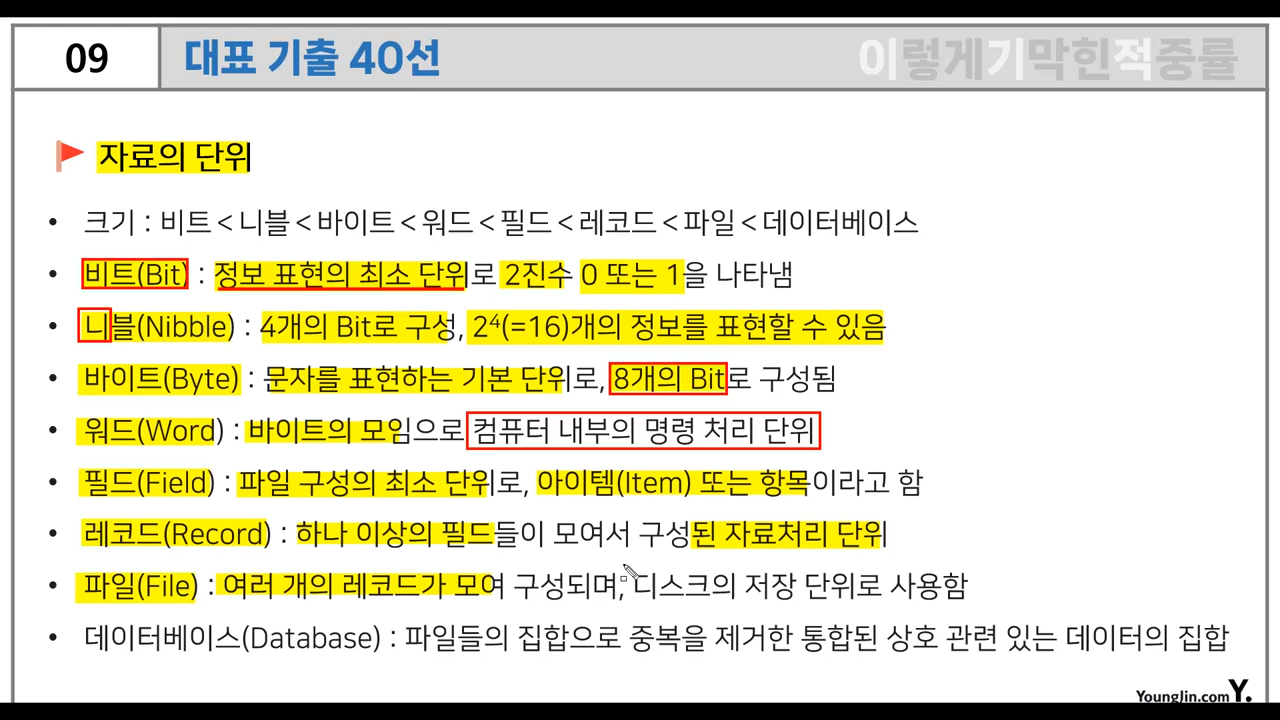 09
대표 기출 40선
이렇게기막힌적중률
자료의 단위
• 크기 : 비트 < 니블 < 바이트 < 워드 < 필드 < 레코드 < 파일 < 데이터베이스
• 비트(Bit) : 정보 표현의 최소 단위로 2진수 0 또는 1을 나타냄
• 니블(Nibble) : 4개의 Bit로 구성, 2⁴(=16)개의 정보를 표현할 수 있음
• 바이트(Byte) : 문자를 표현하는 기본 단위로, 8개의 Bit로 구성됨
• 워드(Word) : 바이트의 모임으로 컴퓨터 내부의 명령 처리 단위
• 필드(Field) : 파일 구성의 최소 단위로, 아이템(Item) 또는 항목이라고 함
• 레코드(Record) : 하나 이상의 필드들이 모여서 구성된 자료처리 단위
• 파일(File) : 여러 개의 레코드가 모여 구성되며, 디스크의 저장 단위로 사용함
• 데이터베이스(Database) : 파일들의 집합으로 중복을 제거한 통합된 상호 관련 있는 데이터의 집합
YoungJin.com Y.